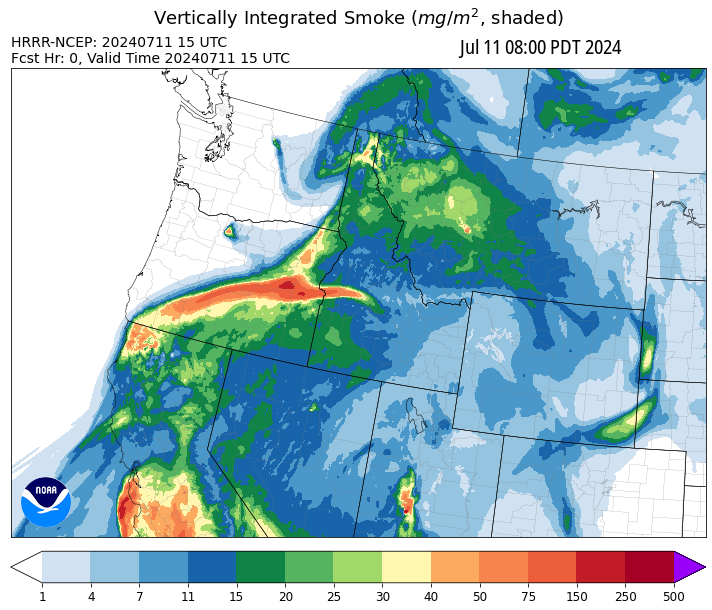 Vertically Integrated Smoke (mg/m², shaded)
HRRR-NCEP: 20240711 15 UTC
Jul 11 08:00 PDT 2024
Fcst Hr: 0, Valid Time 20240711 15 UTC
NOAA
1 4 7 11 15 20 25 30 40 50 75 150 250 500